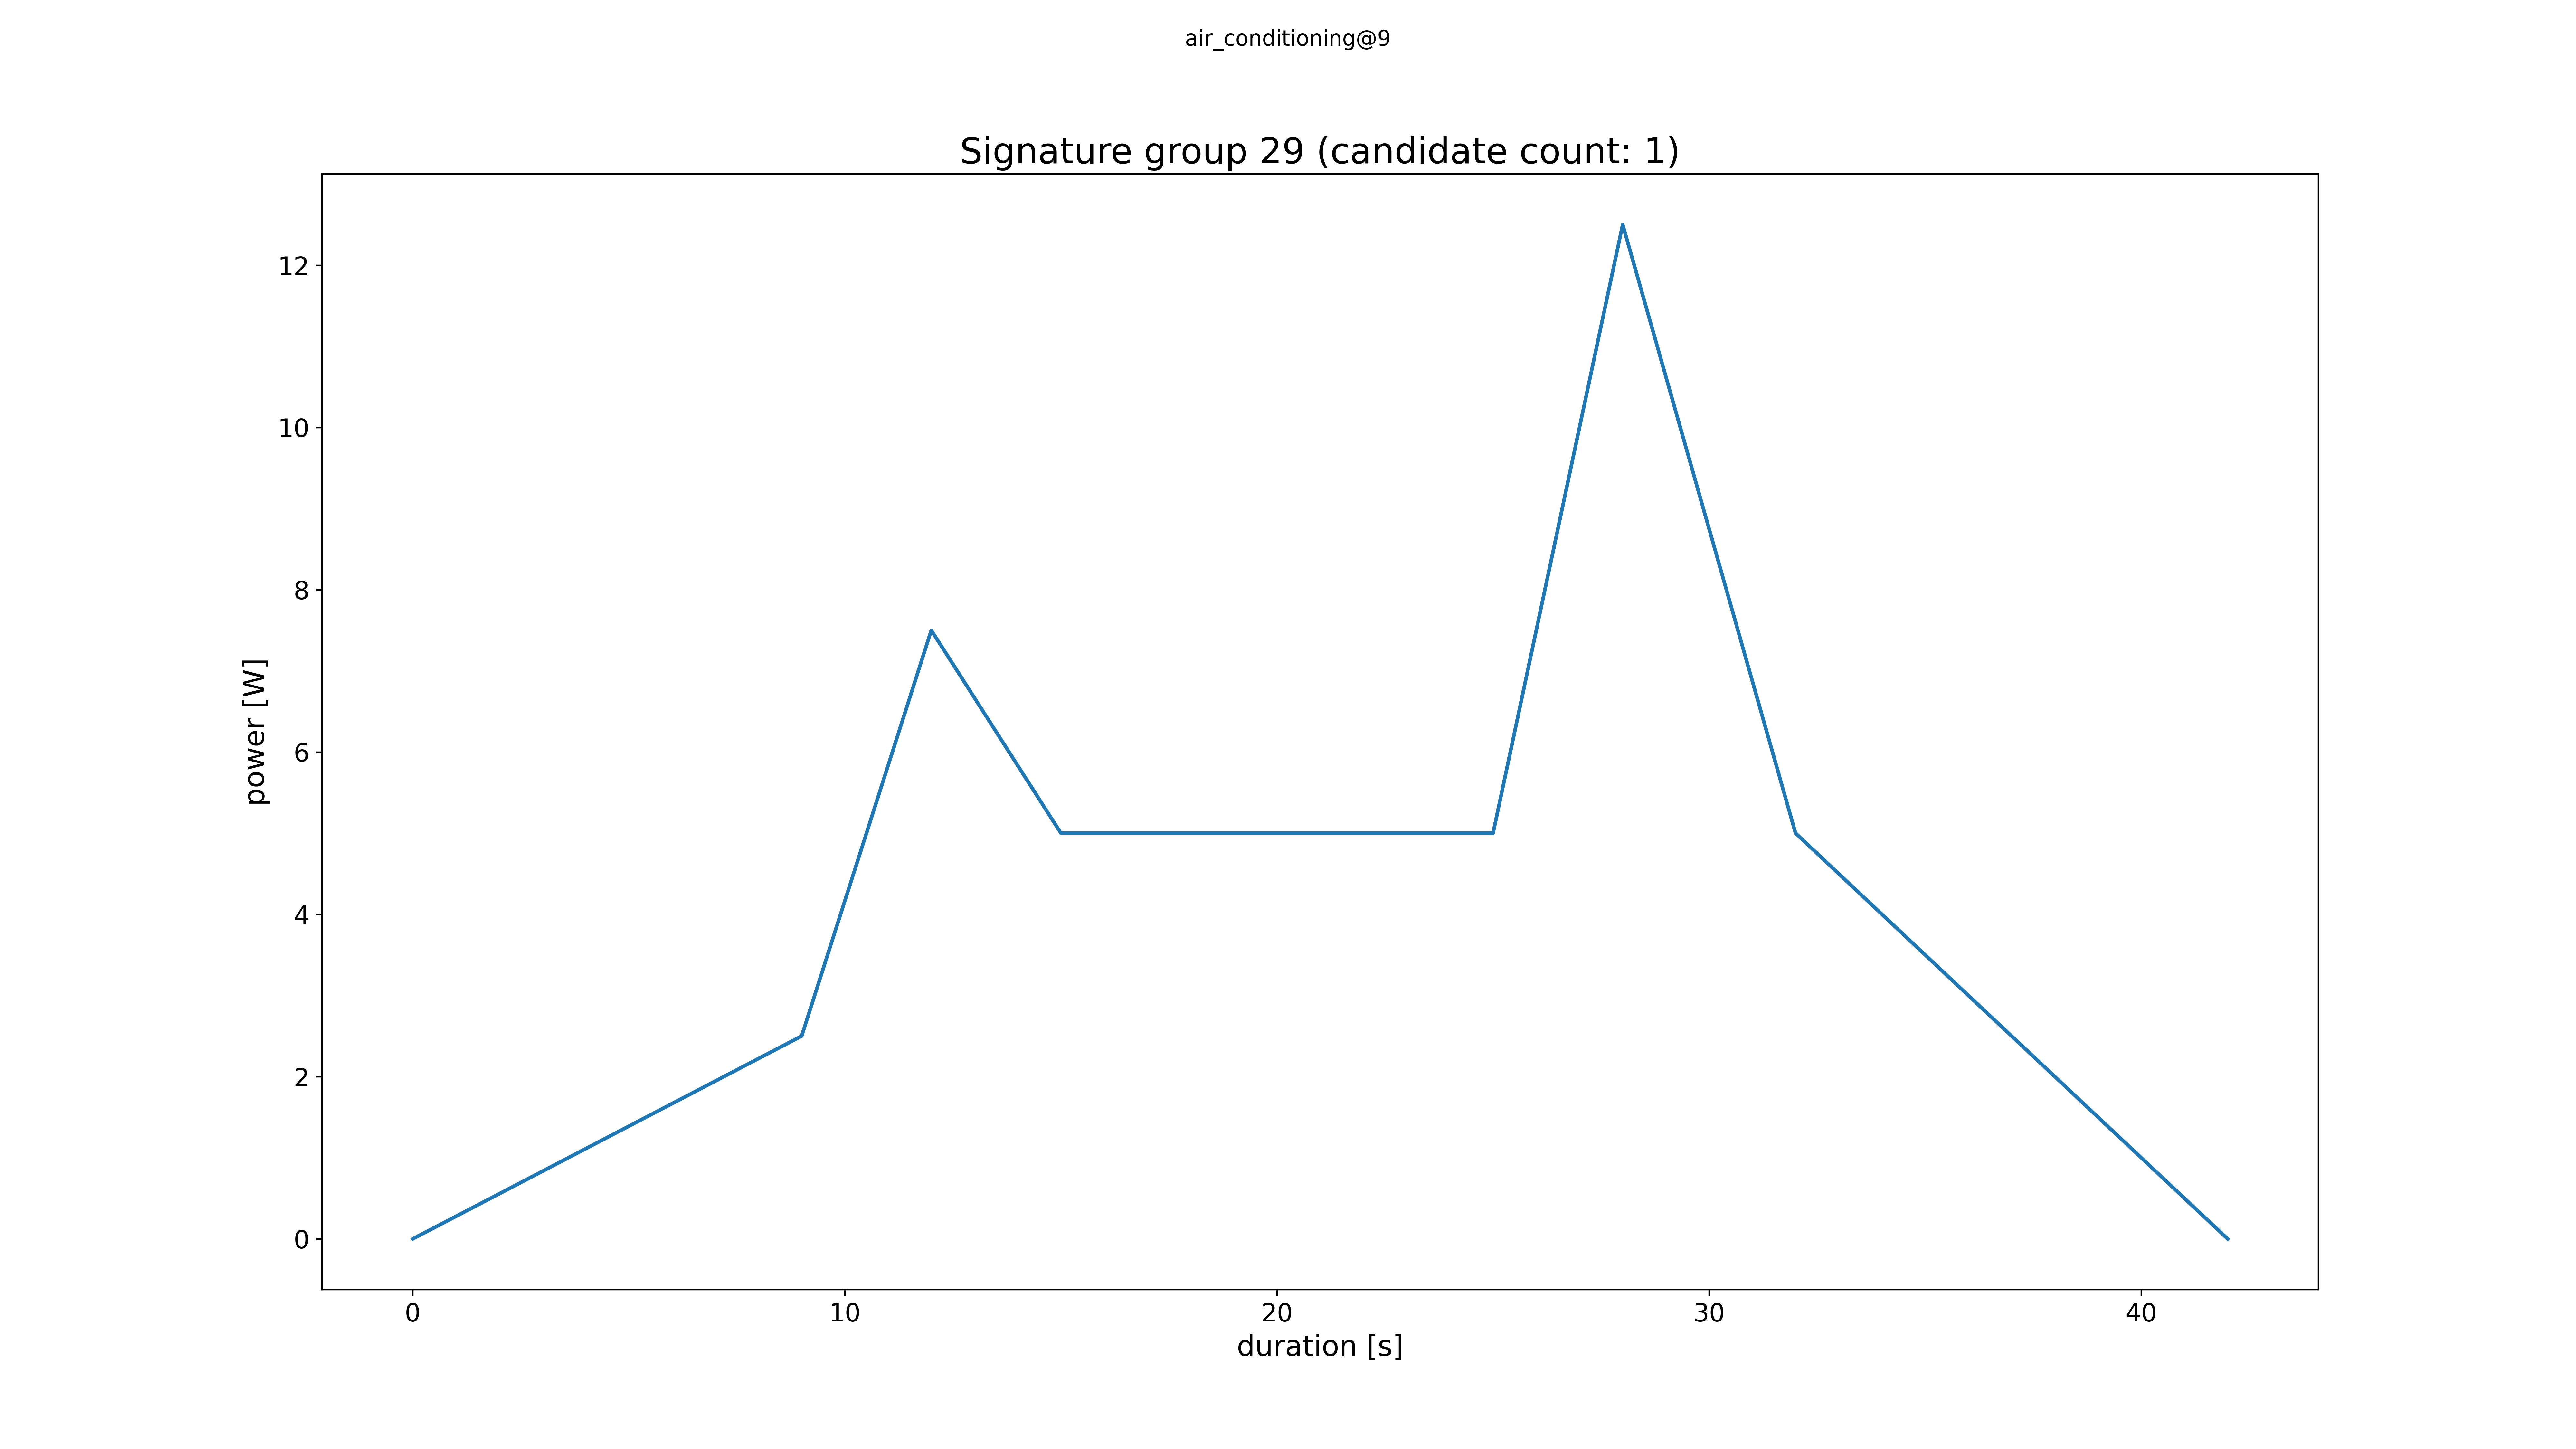 air_conditioning@9
Signature group 29 (candidate count: 1)
12
10
8
6
4
2
0
power [W]
0 10 20 30 40
duration [s]